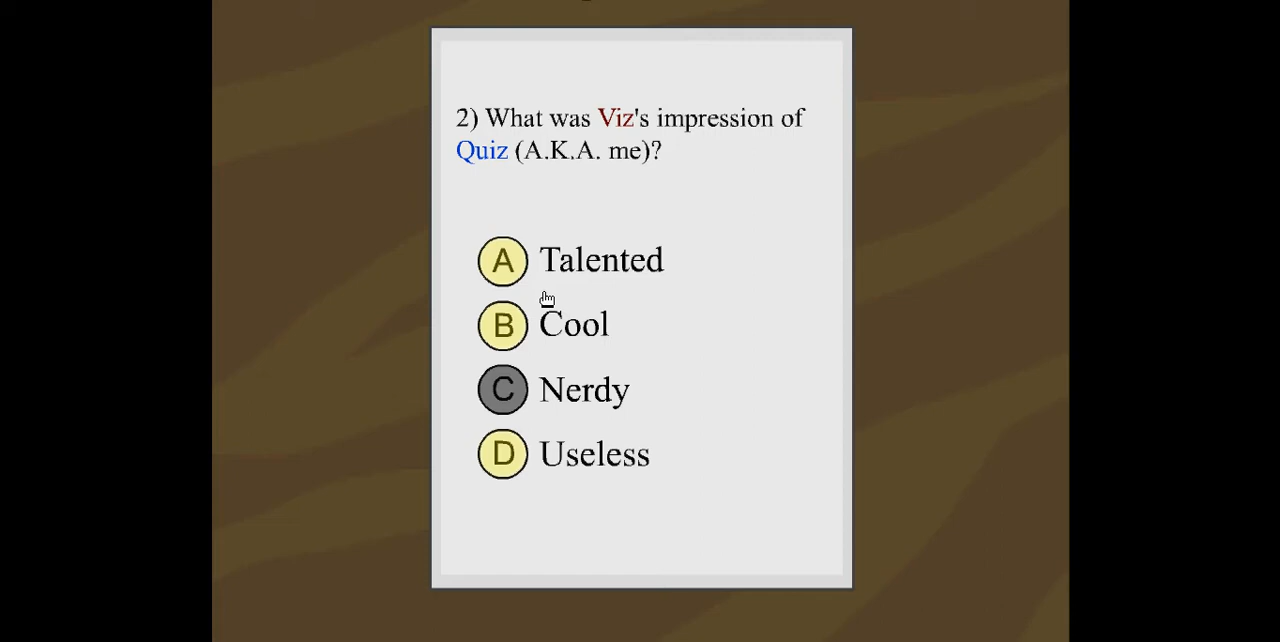 2) What was Viz's impression of
Quiz (A.K.A. me)?
A Talented
B Cool
C Nerdy
D Useless